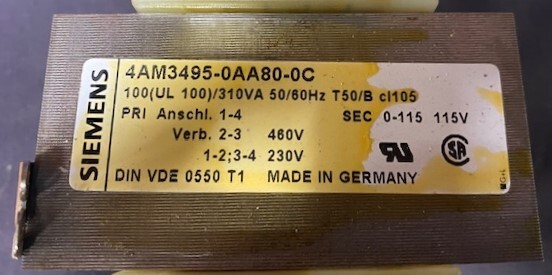 SIEMENS
4AM3495-0AA80-0C
100(UL 100)/310VA 50/60Hz T50/B cl105
PRI Anschl. 1-4 SEC 0-115 115V
Verb. 2-3 460V
1-2;3-4 230V
DIN VDE 0550 T1 MADE IN GERMANY